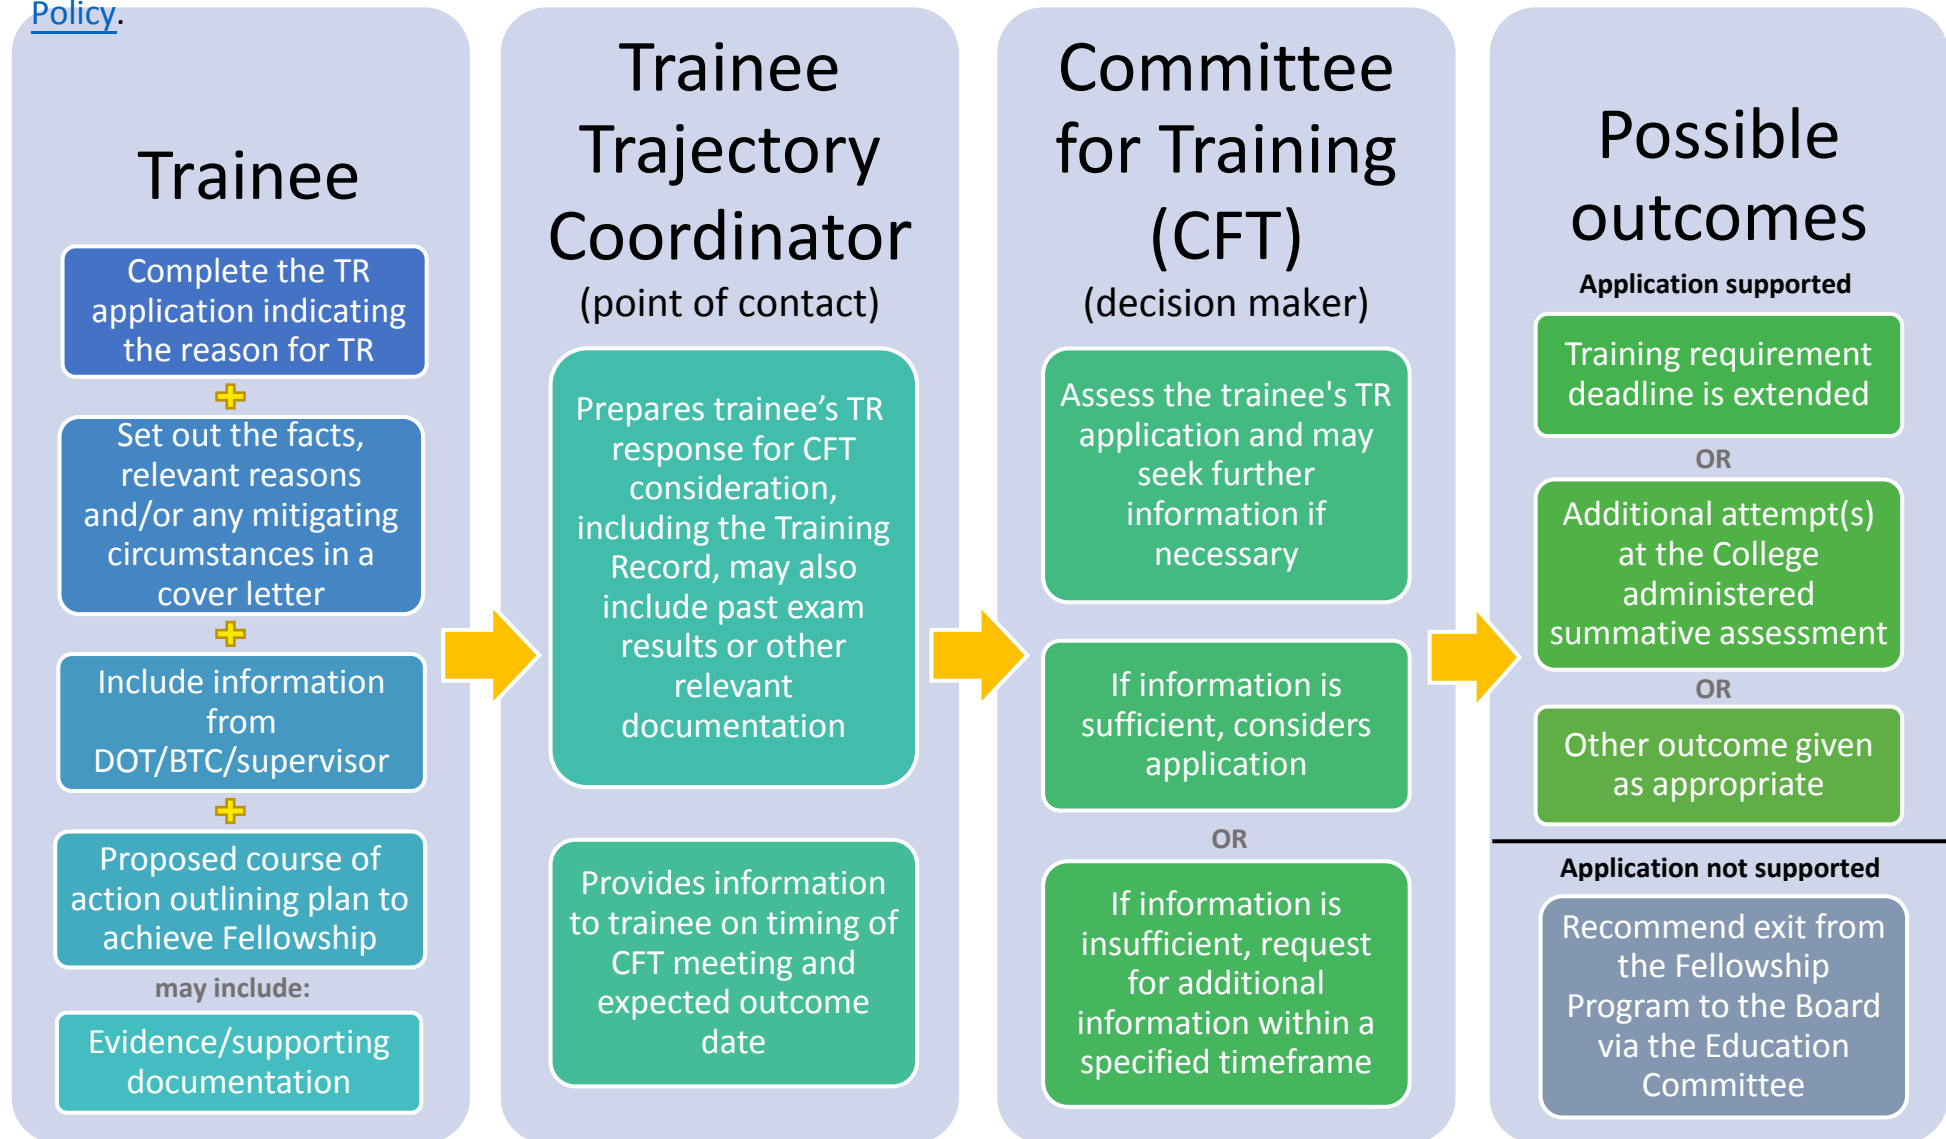 Policy.
Trainee
Complete the TR
application indicating
the reason for TR
Set out the facts,
relevant reasons
and/or any mitigating
circumstances in a
cover letter
Include information
from
DOT/BTC/supervisor
Proposed course of
action outlining plan to
achieve Fellowship
may include:
Evidence/supporting
documentation
Trainee
Trajectory
Coordinator
(point of contact)
Prepares trainee’s TR
response for CFT
consideration,
including the Training
Record, may also
include past exam
results or other
relevant
documentation
Provides information
to trainee on timing of
CFT meeting and
expected outcome
date
Committee
for Training
(CFT)
(decision maker)
Assess the trainee's TR
application and may
seek further
information if
necessary
If information is
sufficient, considers
application
OR
If information is
insufficient, request
for additional
information within a
specified timeframe
Possible
outcomes
Application supported
Training requirement
deadline is extended
OR
Additional attempt(s)
at the College
administered
summative assessment
OR
Other outcome given
as appropriate
Application not supported
Recommend exit from
the Fellowship
Program to the Board
via the Education
Committee